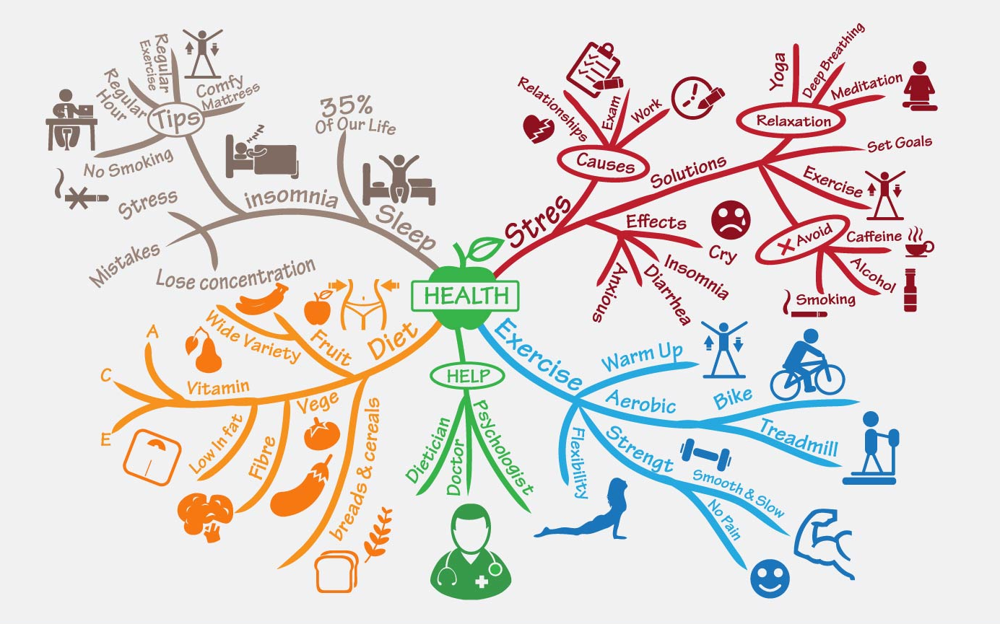 HEALTH
Sleep
35%
Of Our Life
insomnia
Tips
No Smoking
Regular
Hour
Regular
Exercise
Comfy
Mattress
Stress
Mistakes
Lose concentration
Stres
Causes
Relationships
Exam
Work
Solutions
Relaxation
Yoga
Deep Breathing
Meditation
Set Goals
Exercise
Avoid
Caffeine
Alcohol
Smoking
Effects
Cry
Insomnia
Diarrhea
Anxious
Diet
Fruit
Wide Variety
Vitamin
A
C
E
Low In fat
Fibre
Vege
breads & cereals
HELP
Dietician
Doctor
Psychologist
Exercise
Warm Up
Aerobic
Bike
Treadmill
Strengt
Smooth & Slow
No Pain
Flexibility